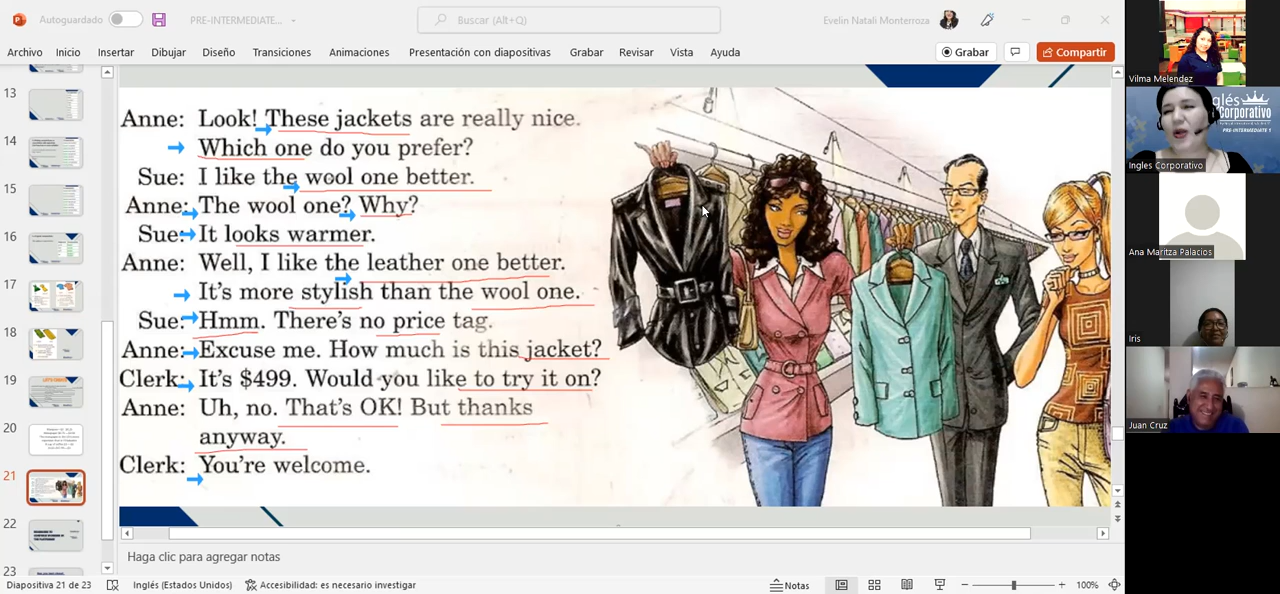 Autoguardado
PRE-INTERMEDIATE...
Buscar (Alt+Q)
Evelin Natali Monterroza
Archivo Inicio Insertar Dibujar Diseño Transiciones Animaciones Presentación con diapositivas Grabar Revisar Vista Ayuda
Grabar
Compartir
13
14
15
16
17
18
19
20
21
22
23
Anne: Look! These jackets are really nice.
Which one do you prefer?
Sue: I like the wool one better.
Anne: The wool one? Why?
Sue: It looks warmer.
Anne: Well, I like the leather one better.
It's more stylish than the wool one.
Sue: Hmm. There's no price tag.
Anne: Excuse me. How much is this jacket?
Clerk: It's $499. Would you like to try it on?
Anne: Uh, no. That's OK! But thanks
anyway.
Clerk: You're welcome.
Haga clic para agregar notas
Diapositiva 21 de 23 Inglés (Estados Unidos) Accesibilidad: es necesario investigar
Notas
100%
Vilma Melendez
glés
Corporativo
PRE-INTERMEDIATE 1
Ingles Corporativo
Ana Maritza Palacios
Iris
Juan Cruz